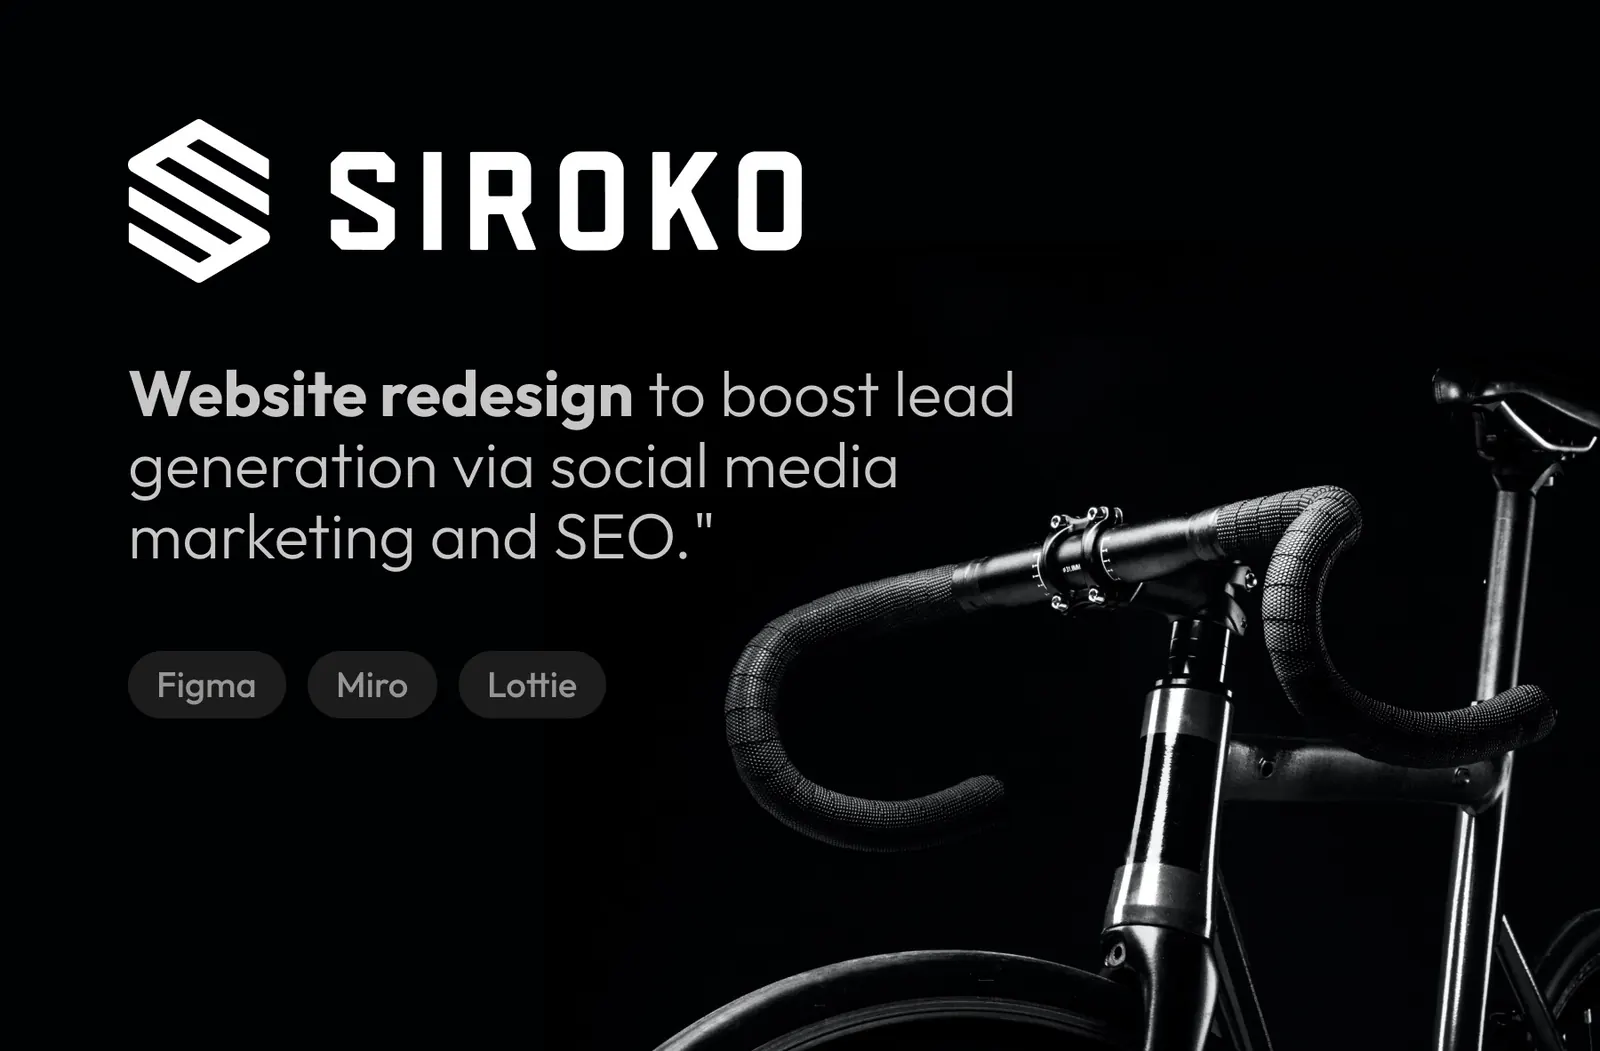 SIROKO
Website redesign to boost lead
generation via social media
marketing and SEO."
Figma
Miro
Lottie